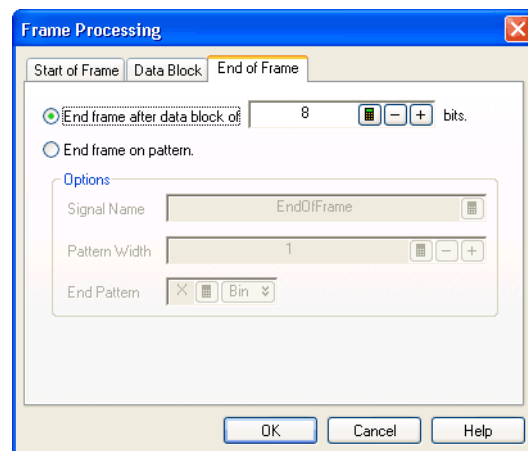 Frame Processing
Start of Frame Data Block End of Frame
End frame after data block of 8 bits.
End frame on pattern.
Options
Signal Name EndOfFrame
Pattern Width 1
End Pattern X Bin
OK Cancel Help